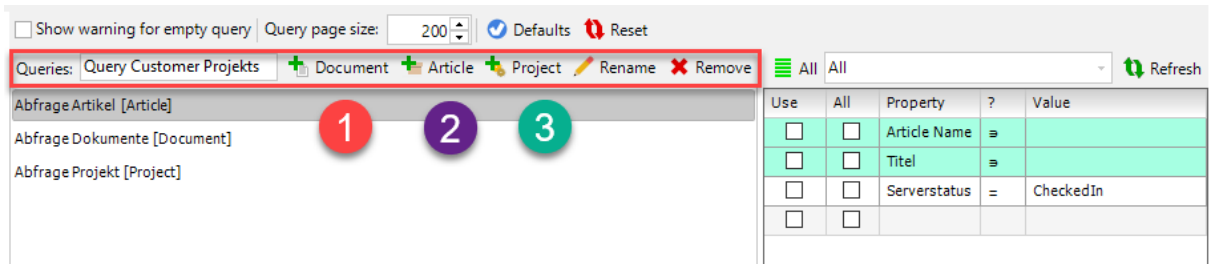 Show warning for empty query Query page size: 200 Defaults Reset
Queries: Query Customer Projekts Document Article Project Rename Remove All All Refresh
Abfrage Artikel [Article]
Abfrage Dokumente [Document]
Abfrage Projekt [Project]
1 2 3
Use All Property ? Value
Article Name ∍
Titel ∍
Serverstatus = CheckedIn